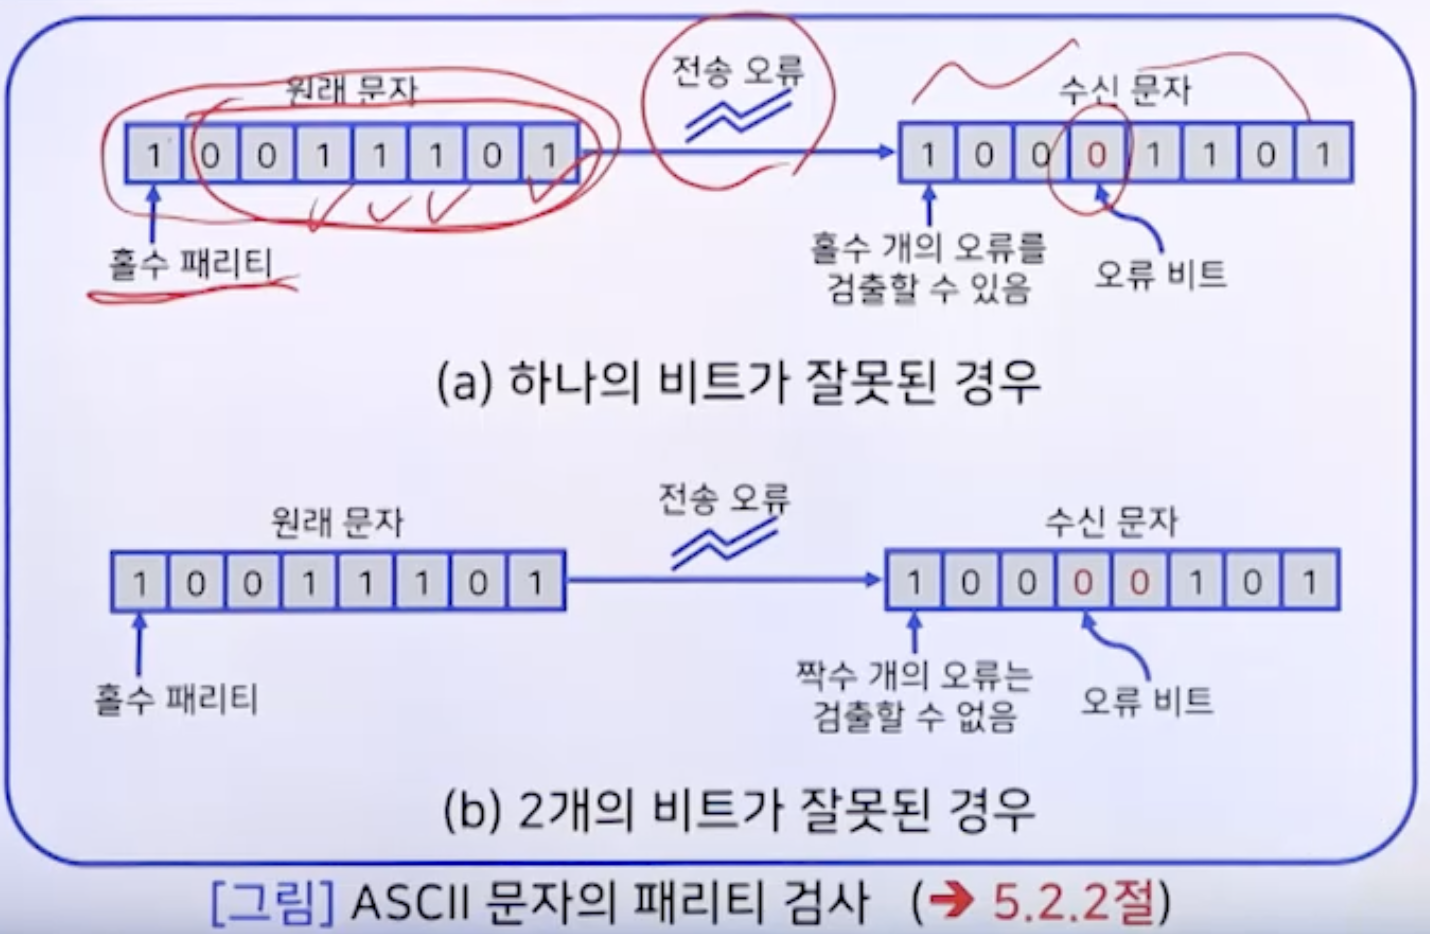 원래 문자
전송 오류
수신 문자
1 0 0 1 1 1 0 1
1 0 0 0 1 1 0 1
홀수 패리티
홀수 개의 오류를
검출할 수 있음
오류 비트
(a) 하나의 비트가 잘못된 경우
원래 문자
전송 오류
수신 문자
1 0 0 1 1 1 0 1
1 0 0 0 0 1 0 1
홀수 패리티
짝수 개의 오류는
검출할 수 없음
오류 비트
(b) 2개의 비트가 잘못된 경우
[그림] ASCII 문자의 패리티 검사 (➔ 5.2.2절)